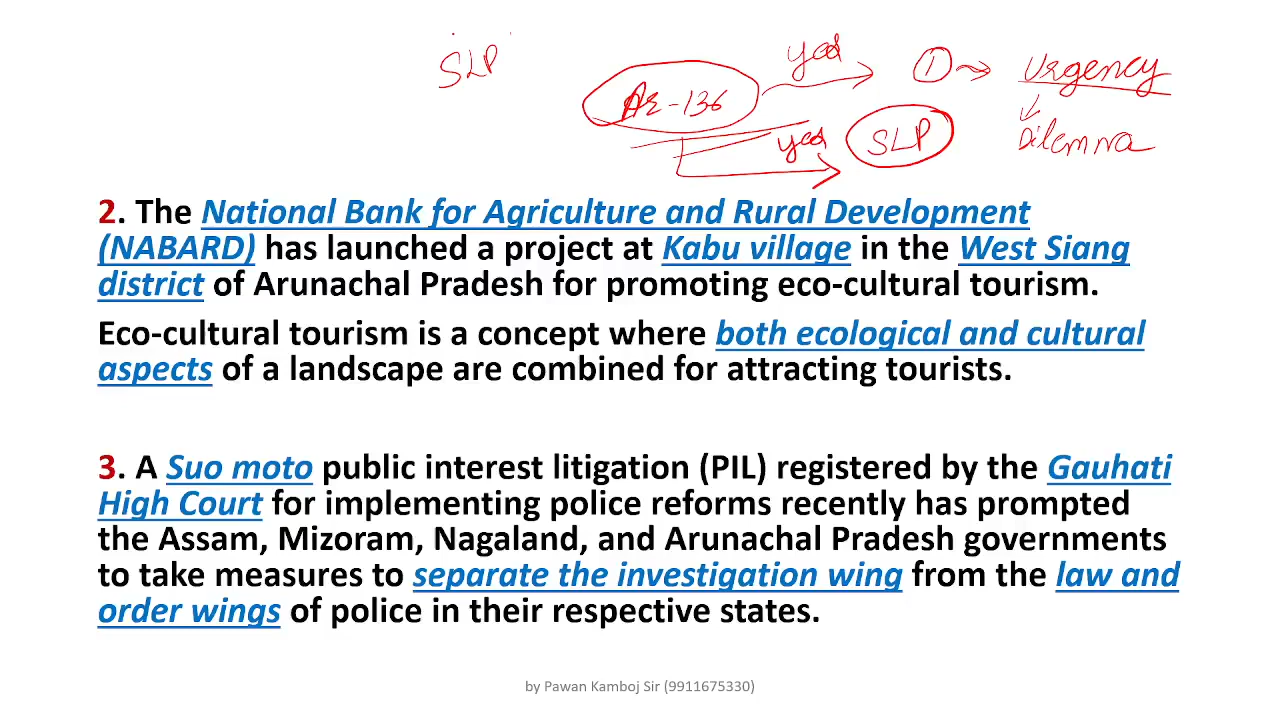 SLP
Ar-136
yes
① → Urgency
yes
SLP
Dilemna
2. The National Bank for Agriculture and Rural Development
(NABARD) has launched a project at Kabu village in the West Siang
district of Arunachal Pradesh for promoting eco-cultural tourism.
Eco-cultural tourism is a concept where both ecological and cultural
aspects of a landscape are combined for attracting tourists.
3. A Suo moto public interest litigation (PIL) registered by the Gauhati
High Court for implementing police reforms recently has prompted
the Assam, Mizoram, Nagaland, and Arunachal Pradesh governments
to take measures to separate the investigation wing from the law and
order wings of police in their respective states.
by Pawan Kamboj Sir (9911675330)